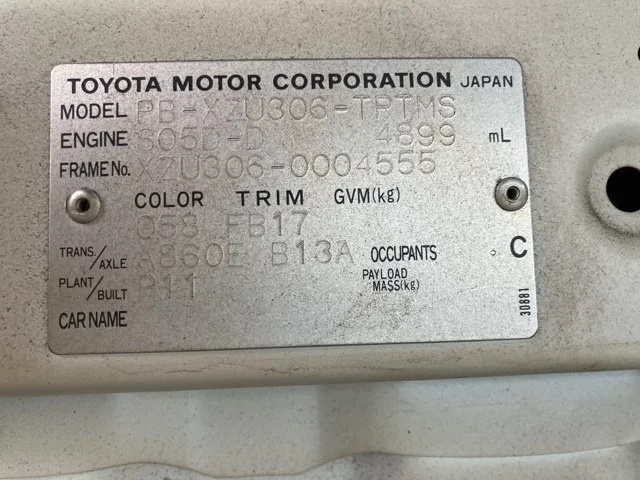 TOYOTA MOTOR CORPORATION JAPAN
MODEL PB-XZU306-TPTMS
ENGINE S05D-D 4899 mL
FRAME No. XZU306-0004555
COLOR TRIM GVM(kg)
058 FB17
TRANS./AXLE A860E B13A OCCUPANTS C
PLANT/BUILT P11 PAYLOAD MASS(kg)
CAR NAME
30881